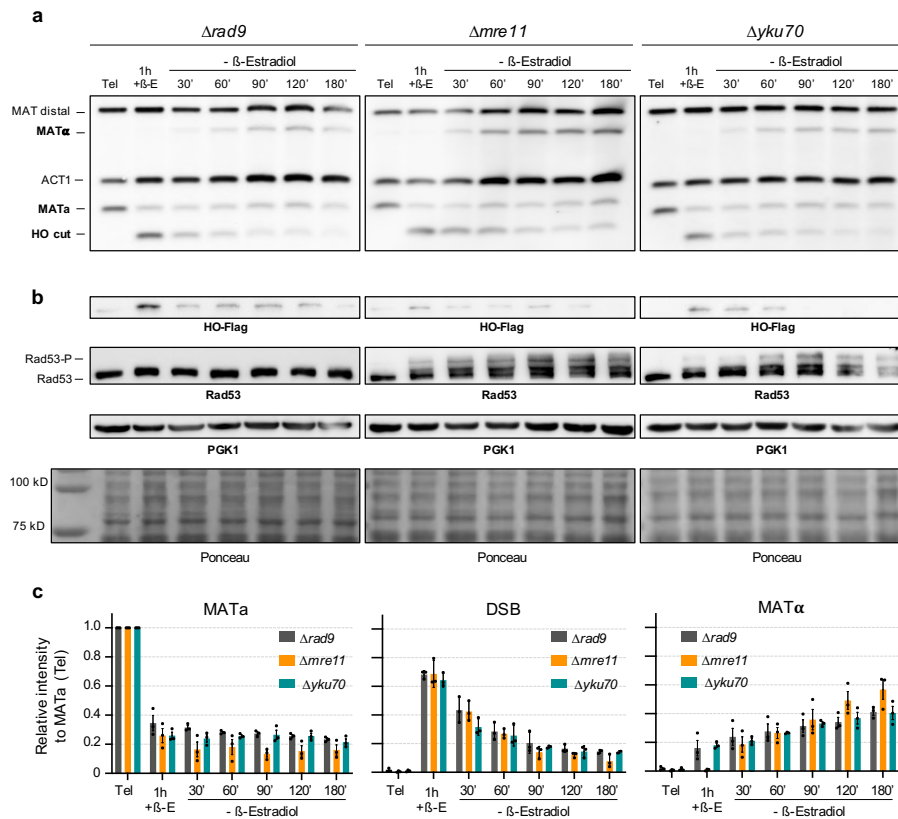 a
Δrad9
Δmre11
Δyku70
Tel
1h
+ß-E
- ß-Estradiol
30'
60'
90'
120'
180'
Tel
1h
+ß-E
- ß-Estradiol
30'
60'
90'
120'
180'
Tel
1h
+ß-E
- ß-Estradiol
30'
60'
90'
120'
180'
MAT distal
MATα
ACT1
MATa
HO cut
b
HO-Flag
HO-Flag
HO-Flag
Rad53-P
Rad53
Rad53
Rad53
Rad53
PGK1
PGK1
PGK1
100 kD
75 kD
Ponceau
Ponceau
Ponceau
c
MATa
DSB
MATα
Relative intensity
to MATa (Tel)
1.0
0.8
0.6
0.4
0.2
0
Δrad9
Δmre11
Δyku70
Δrad9
Δmre11
Δyku70
Δrad9
Δmre11
Δyku70
Tel
1h
+ß-E
30'
60'
90'
120'
180'
- ß-Estradiol
Tel
1h
+ß-E
30'
60'
90'
120'
180'
- ß-Estradiol
Tel
1h
+ß-E
30'
60'
90'
120'
180'
- ß-Estradiol